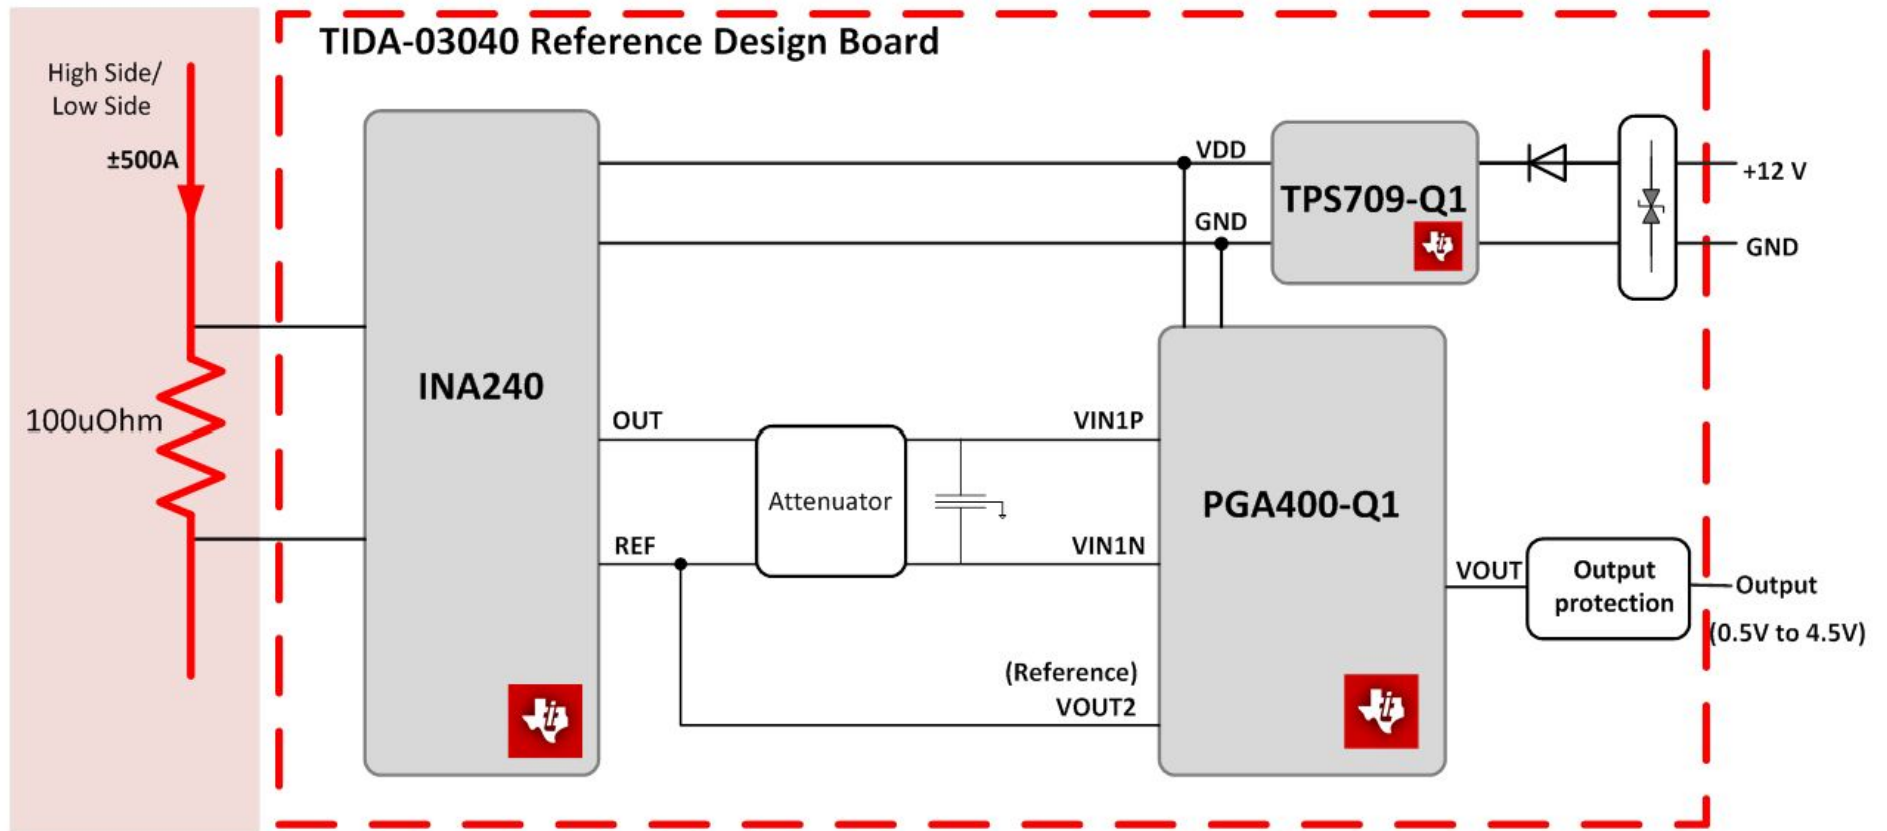 TIDA-03040 Reference Design Board
High Side/
Low Side
±500A
100uOhm
INA240
OUT
REF
Attenuator
VDD
GND
TPS709-Q1
+12 V
GND
VIN1P
VIN1N
(Reference)
VOUT2
PGA400-Q1
VOUT
Output
protection
Output
(0.5V to 4.5V)